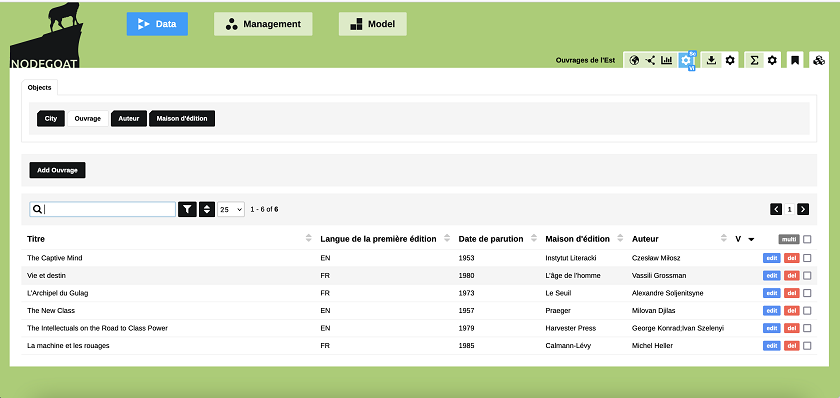 NODEGOAT
Data Management Model
Ouvrages de l'Est
Sc
Vi
Objects
City Ouvrage Auteur Maison d'édition
Add Ouvrage
25 1 - 6 of 6 1
Titre Langue de la première édition Date de parution Maison d'édition Auteur V multi
The Captive Mind EN 1953 Instytut Literacki Czesław Miłosz edit del
Vie et destin FR 1980 L'âge de l'homme Vassili Grossman edit del
L'Archipel du Gulag FR 1973 Le Seuil Alexandre Soljenitsyne edit del
The New Class EN 1957 Praeger Milovan Djilas edit del
The Intellectuals on the Road to Class Power EN 1979 Harvester Press George Konrad;Ivan Szelenyi edit del
La machine et les rouages FR 1985 Calmann-Lévy Michel Heller edit del